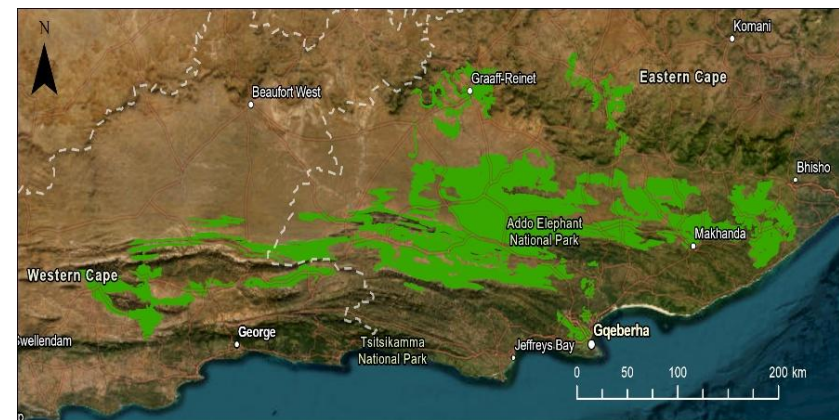 N
Komani
Beaufort West
Graaff-Reinet
Eastern Cape
Bhisho
Addo Elephant
National Park
Makhanda
Western Cape
Swellendam
George
Tsitsikamma
National Park
Jeffreys Bay
Gqeberha
0 50 100 200 km